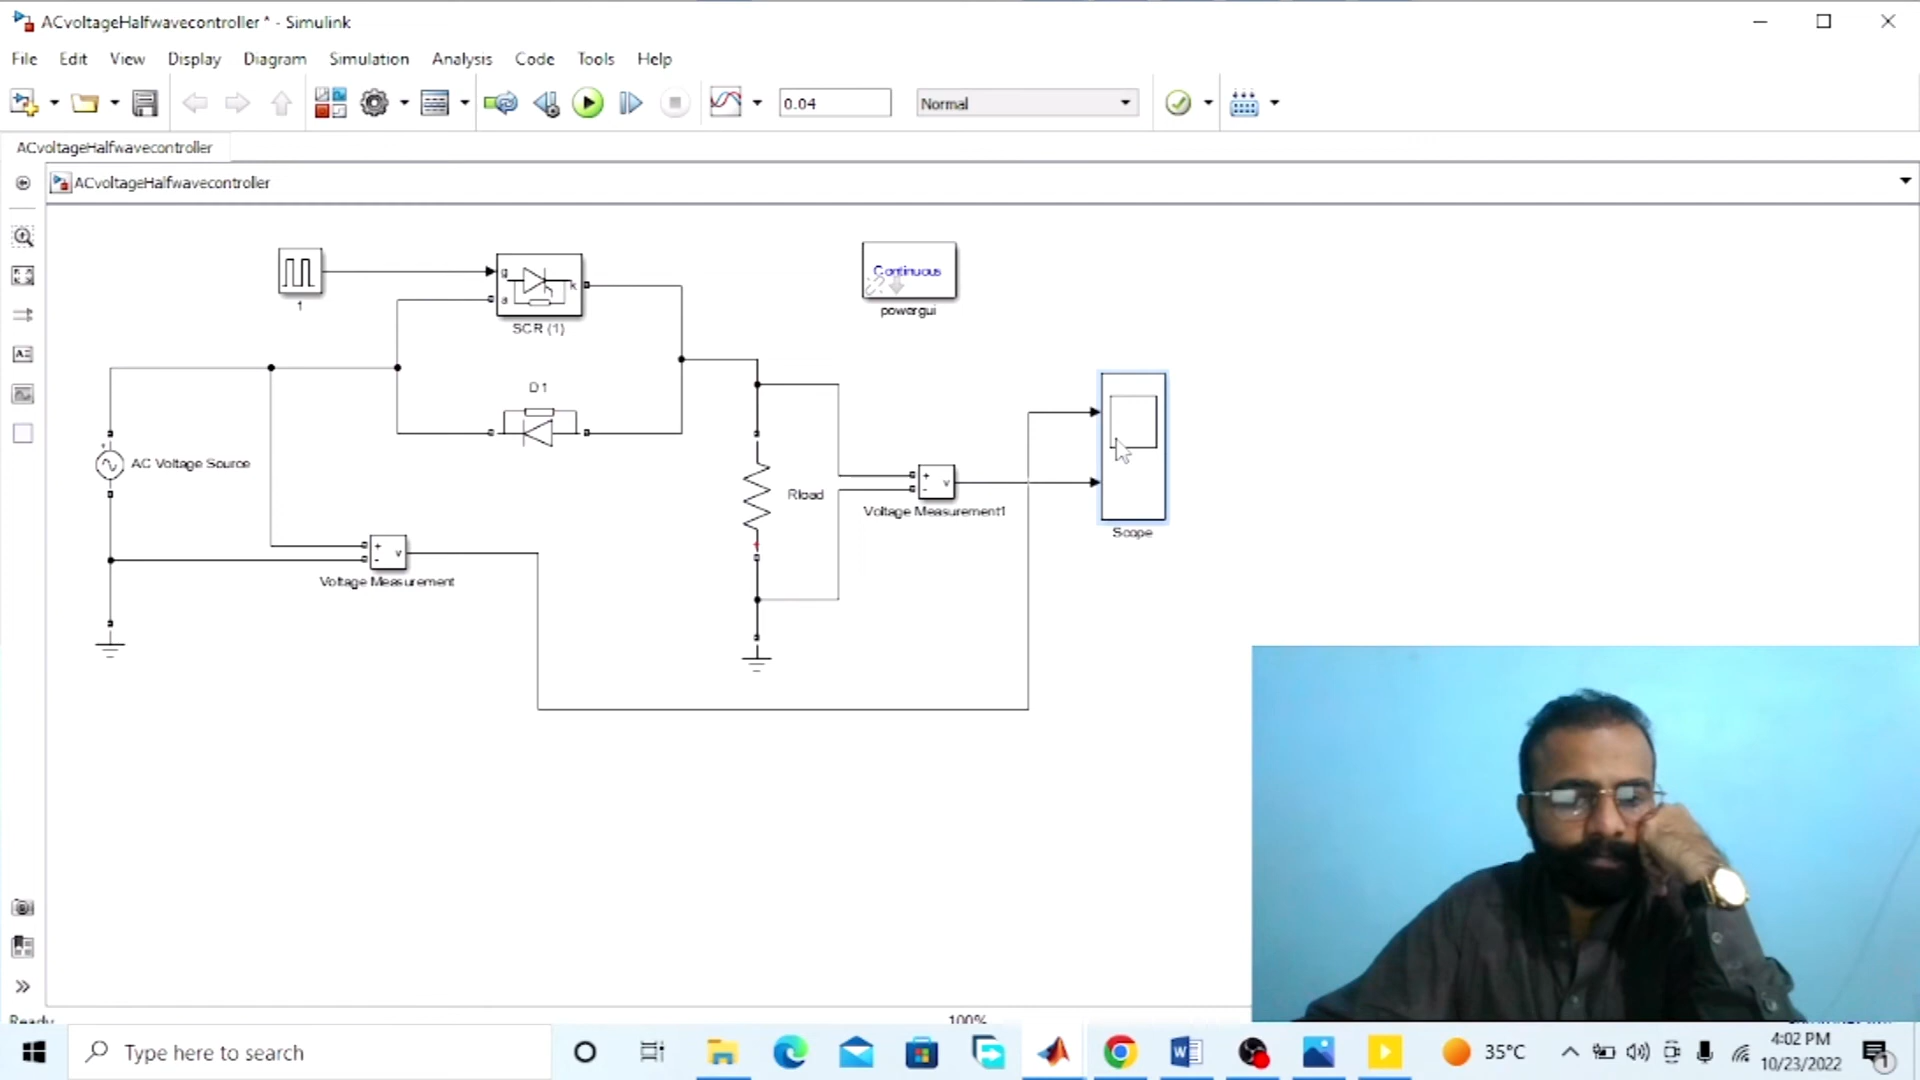 ACvoltageHalfwavecontroller * - Simulink
File Edit View Display Diagram Simulation Analysis Code Tools Help
0.04 Normal
ACvoltageHalfwavecontroller
ACvoltageHalfwavecontroller
1
g
a
k
SCR (1)
Continuous
powergui
D1
AC Voltage Source
Rload
+
-
v
Voltage Measurement1
Scope
+
-
v
Voltage Measurement
Ready
100%
Type here to search
35°C
4:02 PM
10/23/2022
1